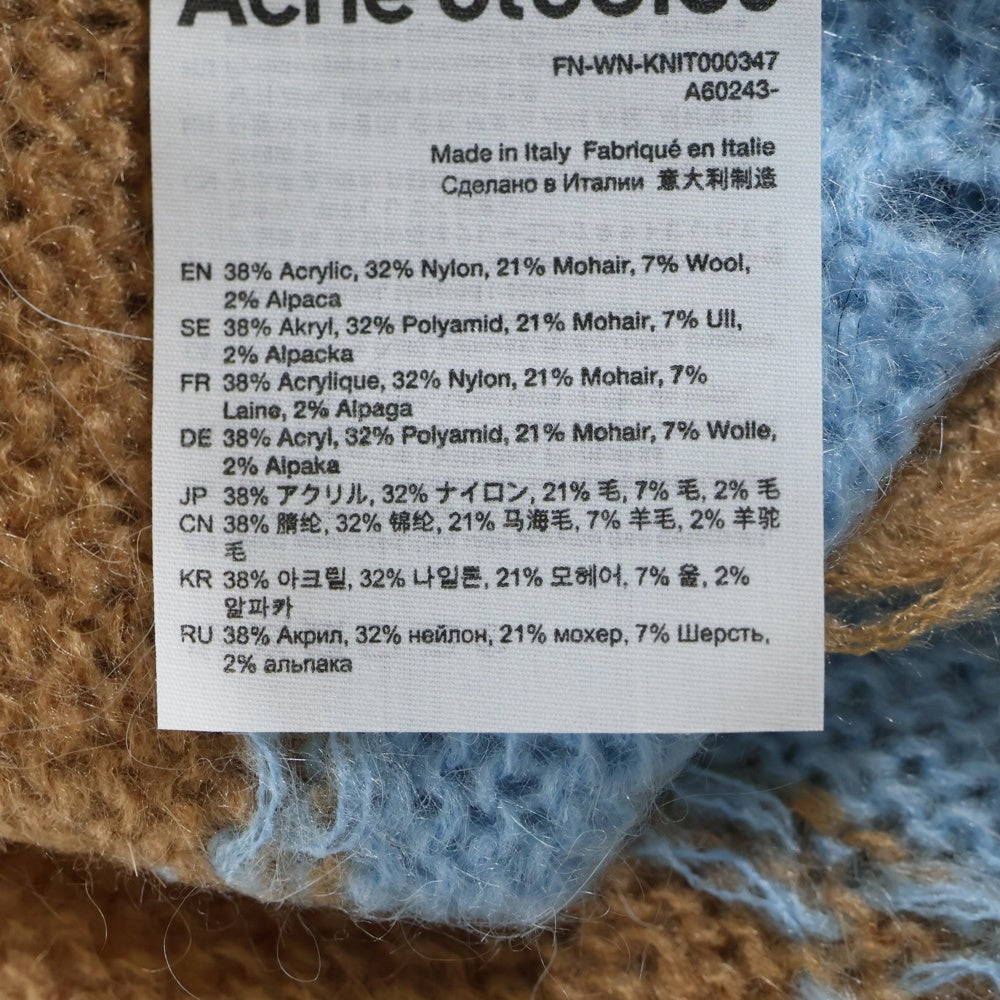 Acne Studios
FN-WN-KNIT000347
A60243-
Made in Italy Fabriqué en Italie
Сделано в Италии 意大利制造
EN 38% Acrylic, 32% Nylon, 21% Mohair, 7% Wool,
2% Alpaca
SE 38% Akryl, 32% Polyamid, 21% Mohair, 7% Ull,
2% Alpacka
FR 38% Acrylique, 32% Nylon, 21% Mohair, 7%
Laine, 2% Alpaga
DE 38% Acryl, 32% Polyamid, 21% Mohair, 7% Wolle,
2% Alpaka
JP 38% アクリル, 32% ナイロン, 21% 毛, 7% 毛, 2% 毛
CN 38% 腈纶, 32% 锦纶, 21% 马海毛, 7% 羊毛, 2% 羊驼
毛
KR 38% 아크릴, 32% 나일론, 21% 모헤어, 7% 울, 2%
알파카
RU 38% Акрил, 32% нейлон, 21% мохер, 7% Шерсть,
2% альпака